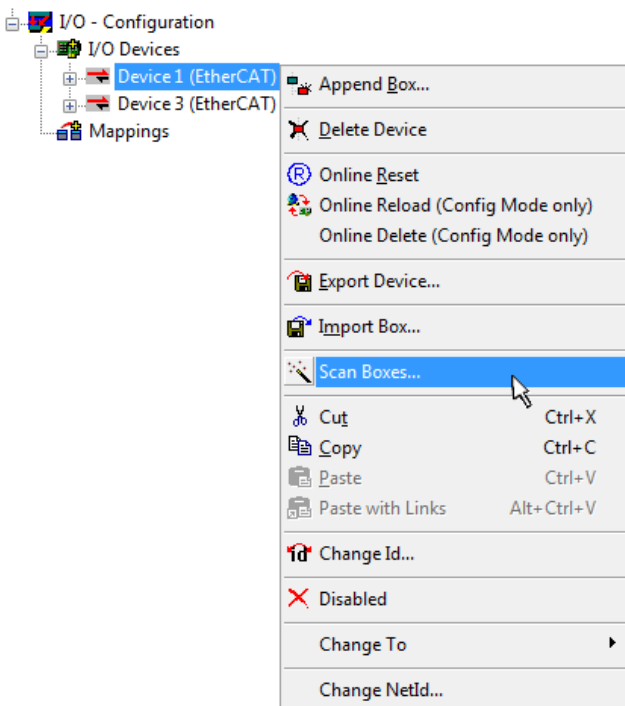 I/O - Configuration
I/O Devices
Device 1 (EtherCAT)
Device 3 (EtherCAT)
Mappings
Append Box...
Delete Device
Online Reset
Online Reload (Config Mode only)
Online Delete (Config Mode only)
Export Device...
Import Box...
Scan Boxes...
Cut Ctrl+X
Copy Ctrl+C
Paste Ctrl+V
Paste with Links Alt+Ctrl+V
Change Id...
Disabled
Change To
Change NetId...